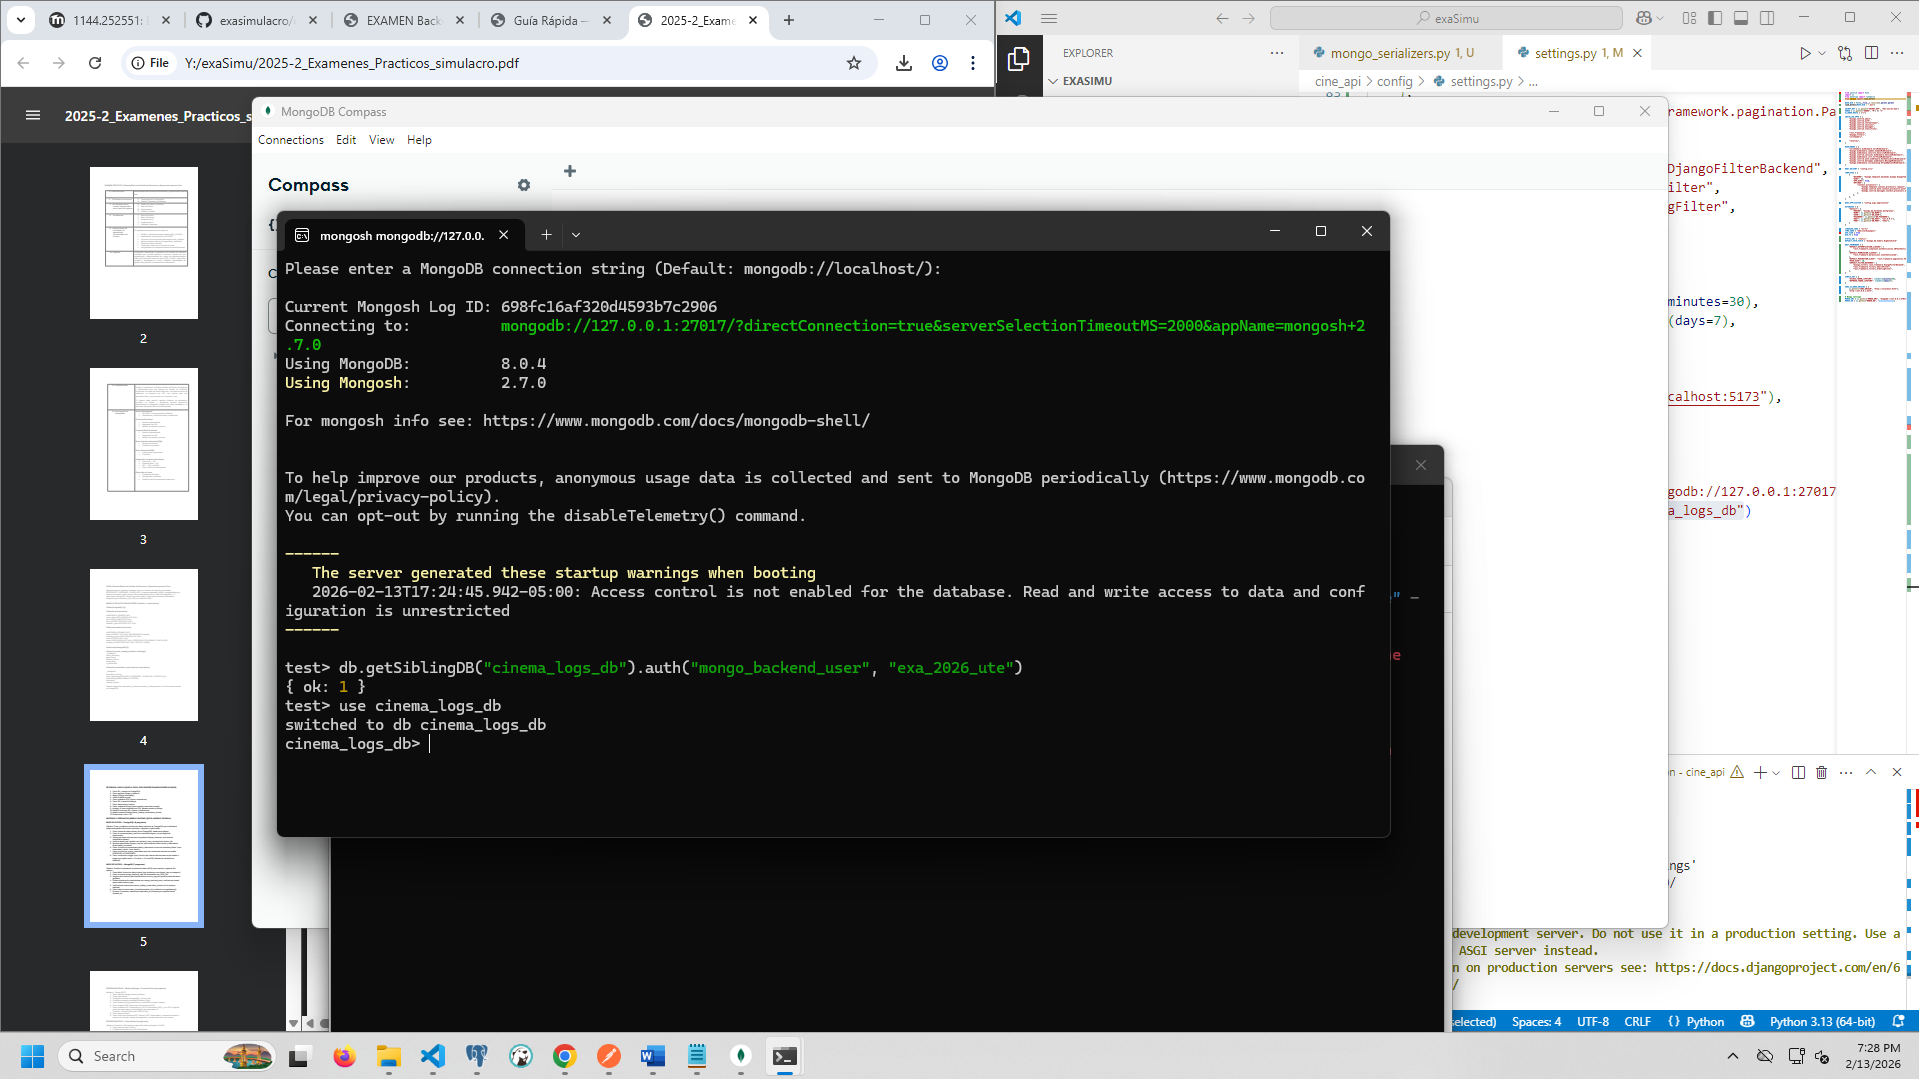 1144.252551:
exasimulacro/
EXAMEN Back
Guía Rápida —
2025-2_Exame
File
Y:/exaSimu/2025-2_Examenes_Practicos_simulacro.pdf
2025-2_Examenes_Practicos_s
2
3
4
5
exaSimu
EXPLORER
EXASIMU
mongo_serializers.py 1, U
settings.py 1, M
cine_api > config > settings.py > ...
83
ramework.pagination.Pa
DjangoFilterBackend",
ilter",
gFilter",
minutes=30),
(days=7),
calhost:5173"),
godb://127.0.0.1:27017
a_logs_db")
MongoDB Compass
Connections Edit View Help
Compass
mongosh mongodb://127.0.0.
Please enter a MongoDB connection string (Default: mongodb://localhost/):
Current Mongosh Log ID: 698fc16af320d4593b7c2906
Connecting to: mongodb://127.0.0.1:27017/?directConnection=true&serverSelectionTimeoutMS=2000&appName=mongosh+2
.7.0
Using MongoDB: 8.0.4
Using Mongosh: 2.7.0
For mongosh info see: https://www.mongodb.com/docs/mongodb-shell/
To help improve our products, anonymous usage data is collected and sent to MongoDB periodically (https://www.mongodb.co
m/legal/privacy-policy).
You can opt-out by running the disableTelemetry() command.
------
The server generated these startup warnings when booting
2026-02-13T17:24:45.942-05:00: Access control is not enabled for the database. Read and write access to data and conf
iguration is unrestricted
------
test> db.getSiblingDB("cinema_logs_db").auth("mongo_backend_user", "exa_2026_ute")
{ ok: 1 }
test> use cinema_logs_db
switched to db cinema_logs_db
cinema_logs_db>
n - cine_api
ngs'
development server. Do not use it in a production setting. Use a
ASGI server instead.
n on production servers see: https://docs.djangoproject.com/en/6
/
selected) Spaces: 4 UTF-8 CRLF {} Python Python 3.13 (64-bit)
Search
7:28 PM
2/13/2026